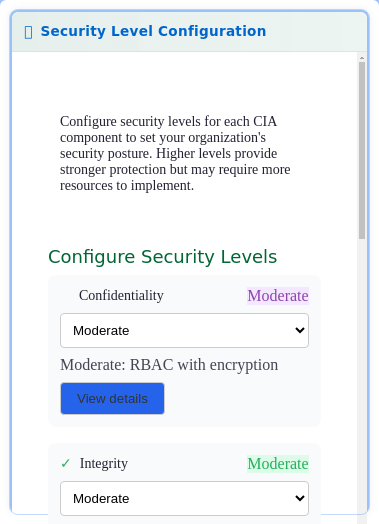 Security Level Configuration
Configure security levels for each CIA
component to set your organization's
security posture. Higher levels provide
stronger protection but may require more
resources to implement.
Configure Security Levels
Confidentiality Moderate
Moderate
Moderate: RBAC with encryption
View details
✓ Integrity Moderate
Moderate